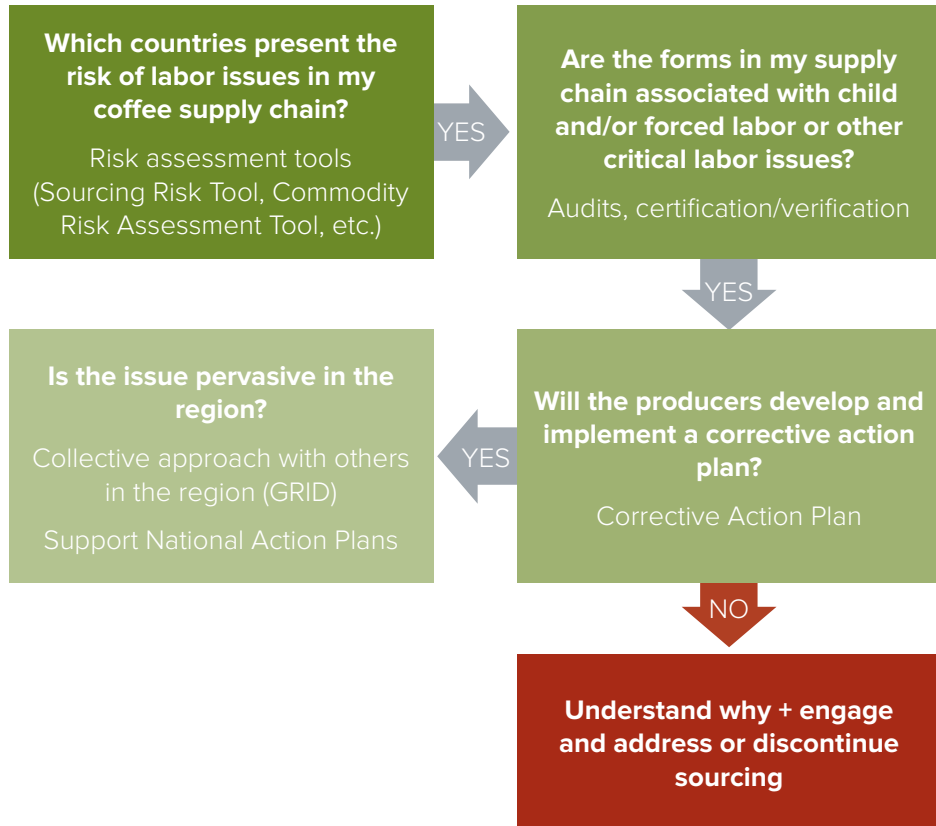 Which countries present the
risk of labor issues in my
coffee supply chain?
Risk assessment tools
(Sourcing Risk Tool, Commodity
Risk Assessment Tool, etc.)
YES
Are the forms in my supply
chain associated with child
and/or forced labor or other
critical labor issues?
Audits, certification/verification
YES
Will the producers develop and
implement a corrective action
plan?
Corrective Action Plan
YES
Is the issue pervasive in the
region?
Collective approach with others
in the region (GRID)
Support National Action Plans
NO
Understand why + engage
and address or discontinue
sourcing